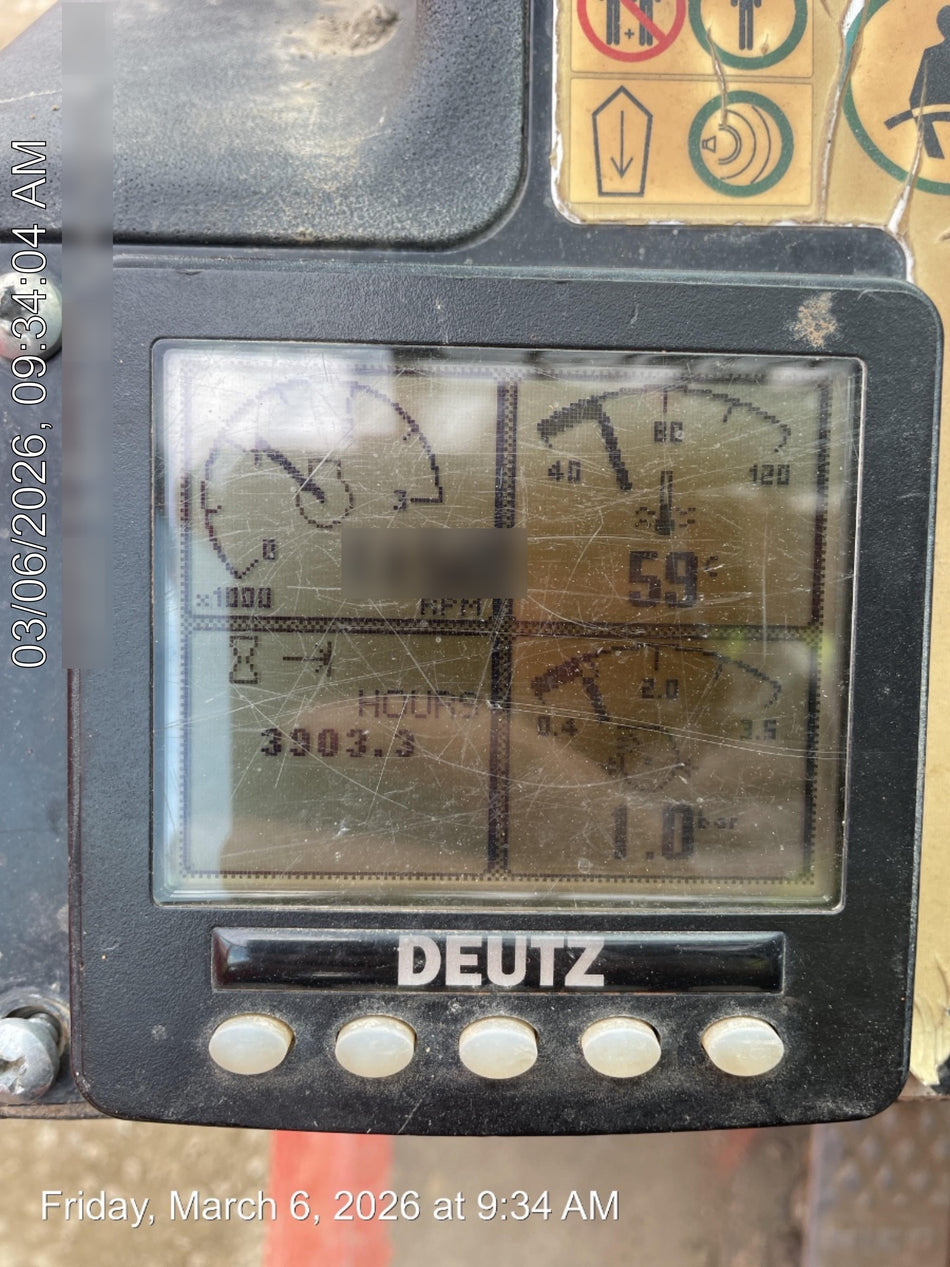 03/06/2026, 09:34:04 AM
3
0
x1000
RPM
80
40
120
59°
HOURS
3903.3
2.0
0.4
3.5
1.0 bar
DEUTZ
Friday, March 6, 2026 at 9:34 AM